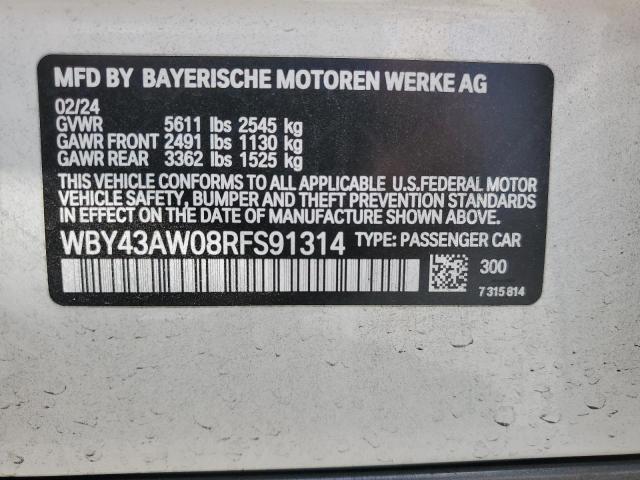 MFD BY BAYERISCHE MOTOREN WERKE AG
02/24
GVWR 5611 lbs 2545 kg
GAWR FRONT 2491 lbs 1130 kg
GAWR REAR 3362 lbs 1525 kg
THIS VEHICLE CONFORMS TO ALL APPLICABLE U.S.FEDERAL MOTOR
VEHICLE SAFETY, BUMPER AND THEFT PREVENTION STANDARDS
IN EFFECT ON THE DATE OF MANUFACTURE SHOWN ABOVE.
WBY43AW08RFS91314 TYPE: PASSENGER CAR
300
7 315 814